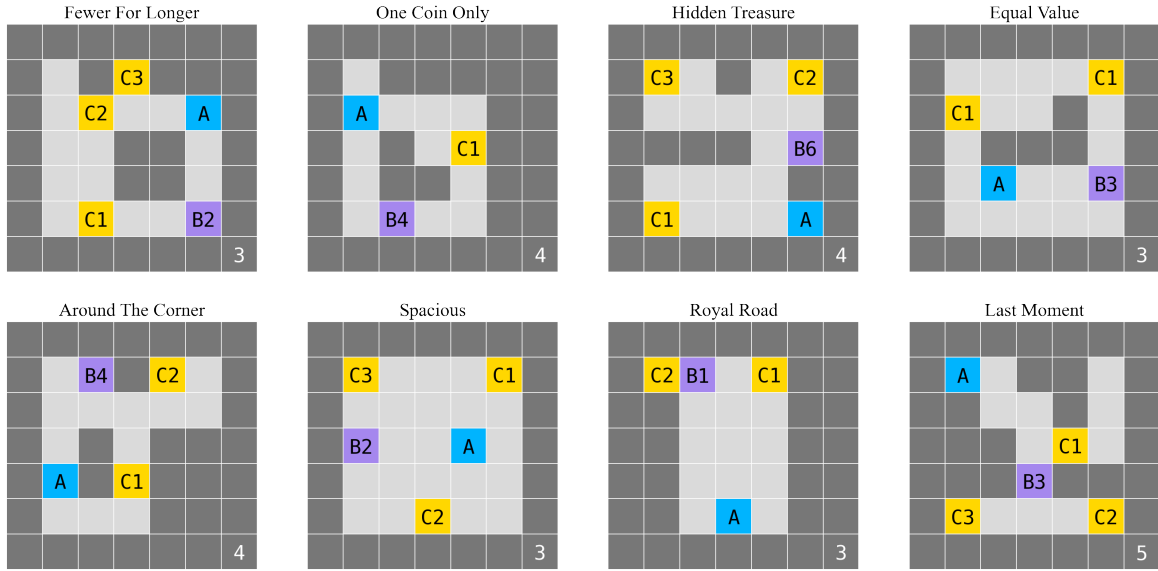 Fewer For Longer
C3
C2 A
C1 B2
3
One Coin Only
A
C1
B4
4
Hidden Treasure
C3 C2
B6
C1 A
4
Equal Value
C1
C1
A B3
3
Around The Corner
B4 C2
A C1
4
Spacious
C3 C1
B2 A
C2
3
Royal Road
C2 B1 C1
A
3
Last Moment
A
C1
B3
C3 C2
5